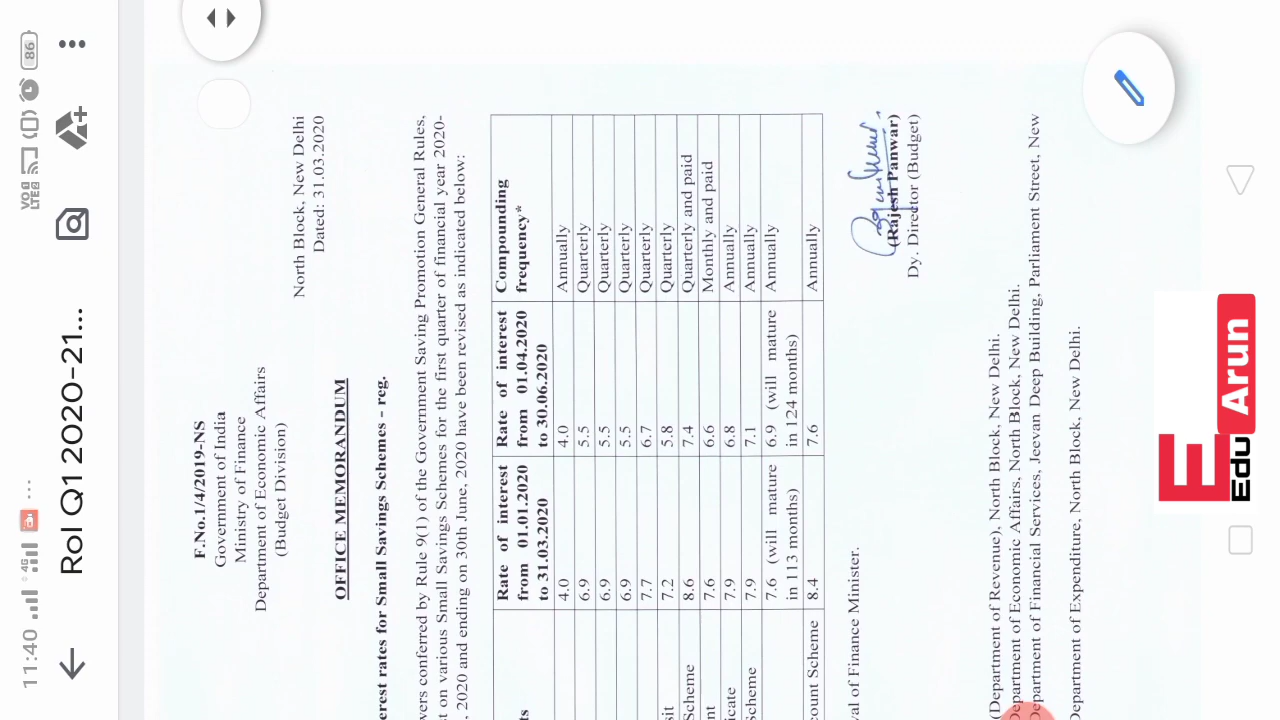 11:40 4G ... VoO LTE2 86
RoI Q1 2020-21...
F.No.1/4/2019-NS
Government of India
Ministry of Finance
Department of Economic Affairs
(Budget Division)
North Block, New Delhi
Dated: 31.03.2020
OFFICE MEMORANDUM
erest rates for Small Savings Schemes – reg.
wers conferred by Rule 9(1) of the Government Saving Promotion General Rules,
st on various Small Savings Schemes for the first quarter of financial year 2020-
, 2020 and ending on 30th June, 2020 have been revised as indicated below:
ts Rate of interest from 01.01.2020 to 31.03.2020 Rate of interest from 01.04.2020 to 30.06.2020 Compounding frequency*
4.0 4.0 Annually
6.9 5.5 Quarterly
6.9 5.5 Quarterly
6.9 5.5 Quarterly
7.7 6.7 Quarterly
sit 7.2 5.8 Quarterly
Scheme 8.6 7.4 Quarterly and paid
nt 7.6 6.6 Monthly and paid
icate 7.9 6.8 Annually
Scheme 7.9 7.1 Annually
7.6 (will mature in 113 months) 6.9 (will mature in 124 months) Annually
count Scheme 8.4 7.6 Annually
val of Finance Minister.
(Rajesh Panwar)
Dy. Director (Budget)
(Department of Revenue), North Block, New Delhi.
Department of Economic Affairs, North Block, New Delhi.
Department of Financial Services, Jeevan Deep Building, Parliament Street, New
Department of Expenditure, North Block, New Delhi.
E
Edu Arun